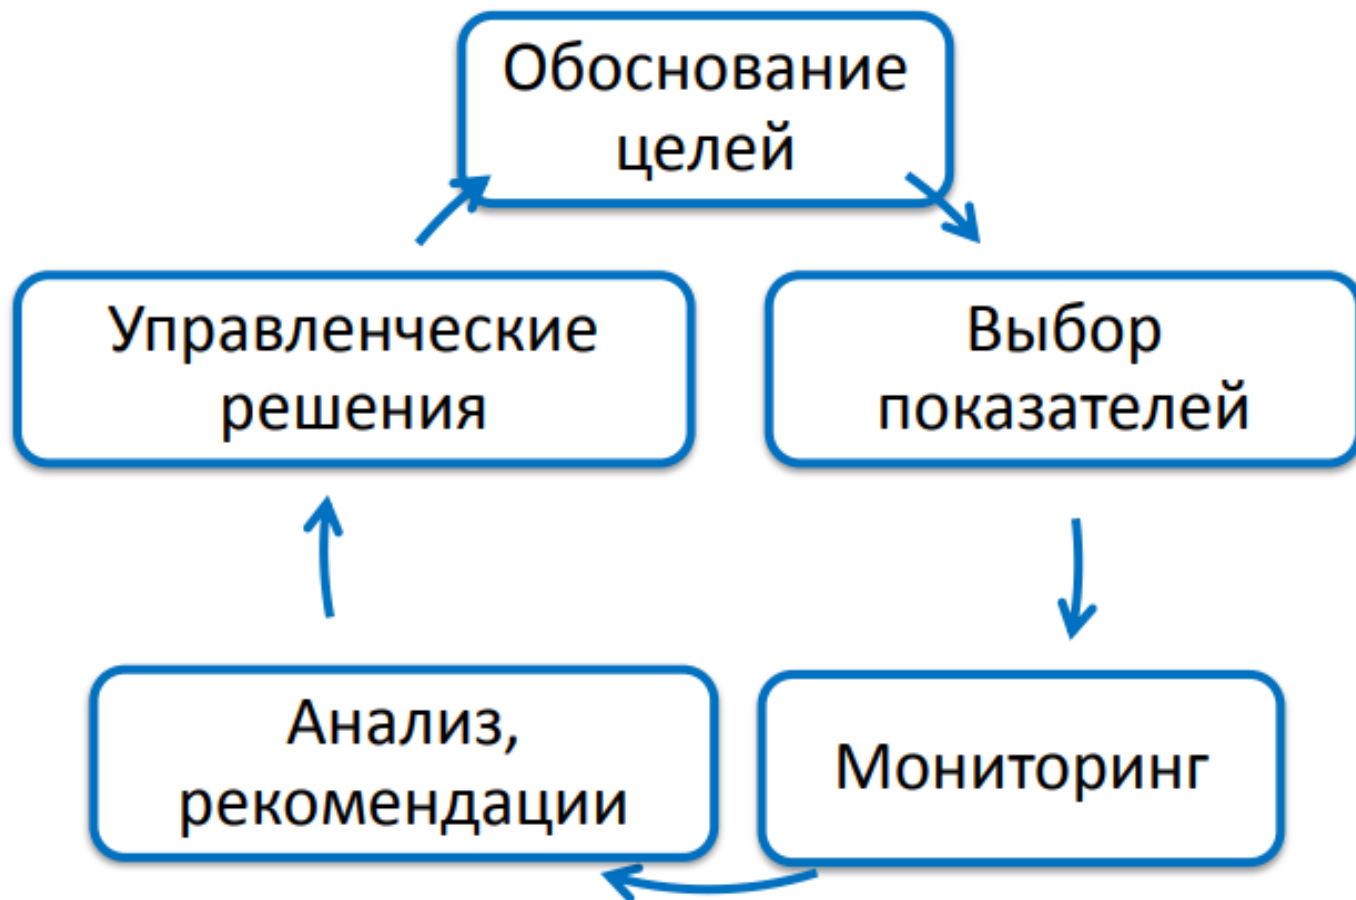 Обоснование
целей
Управленческие
решения
Выбор
показателей
Анализ,
рекомендации
Мониторинг